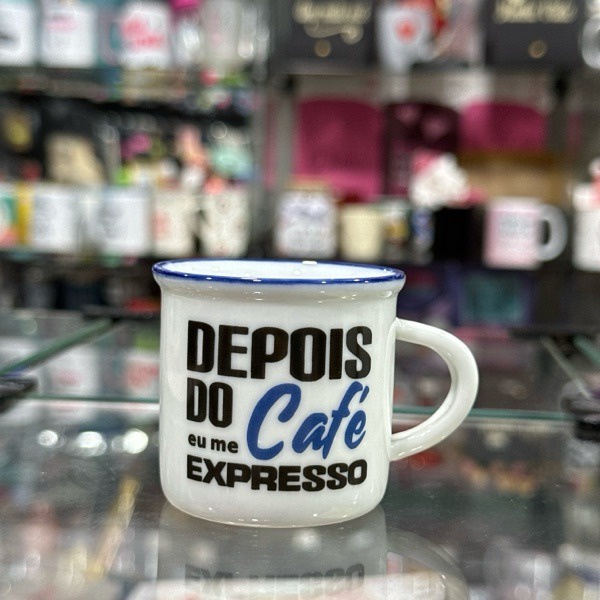 DEPOIS
DO Café
eu me
EXPRESSO